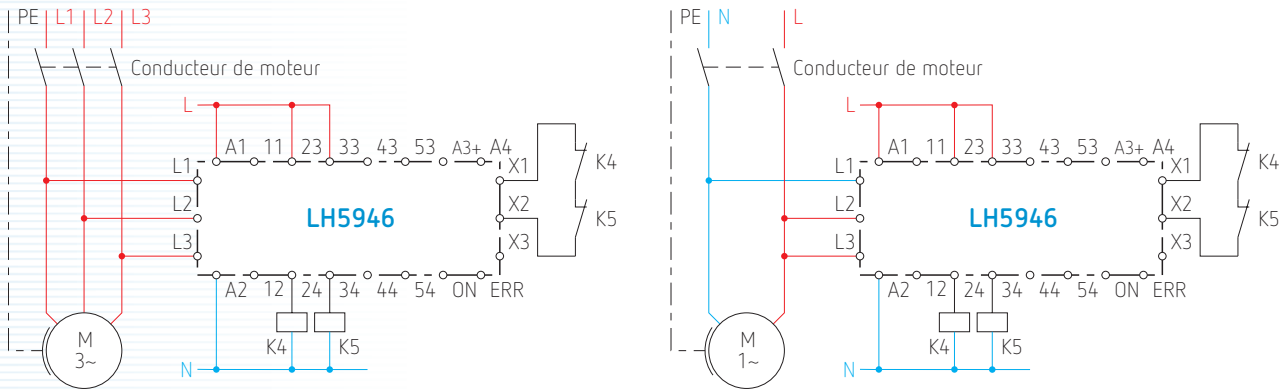 PE L1 L2 L3
Conducteur de moteur
L
A1 11 23 33 43 53 A3+ A4
L1
L2
L3
LH5946
X1
X2
X3
K4
K5
A2 12 24 34 44 54 ON ERR
K4 K5
M
3~
N
PE N L
Conducteur de moteur
L
A1 11 23 33 43 53 A3+ A4
L1
L2
L3
LH5946
X1
X2
X3
K4
K5
A2 12 24 34 44 54 ON ERR
K4 K5
M
1~
N